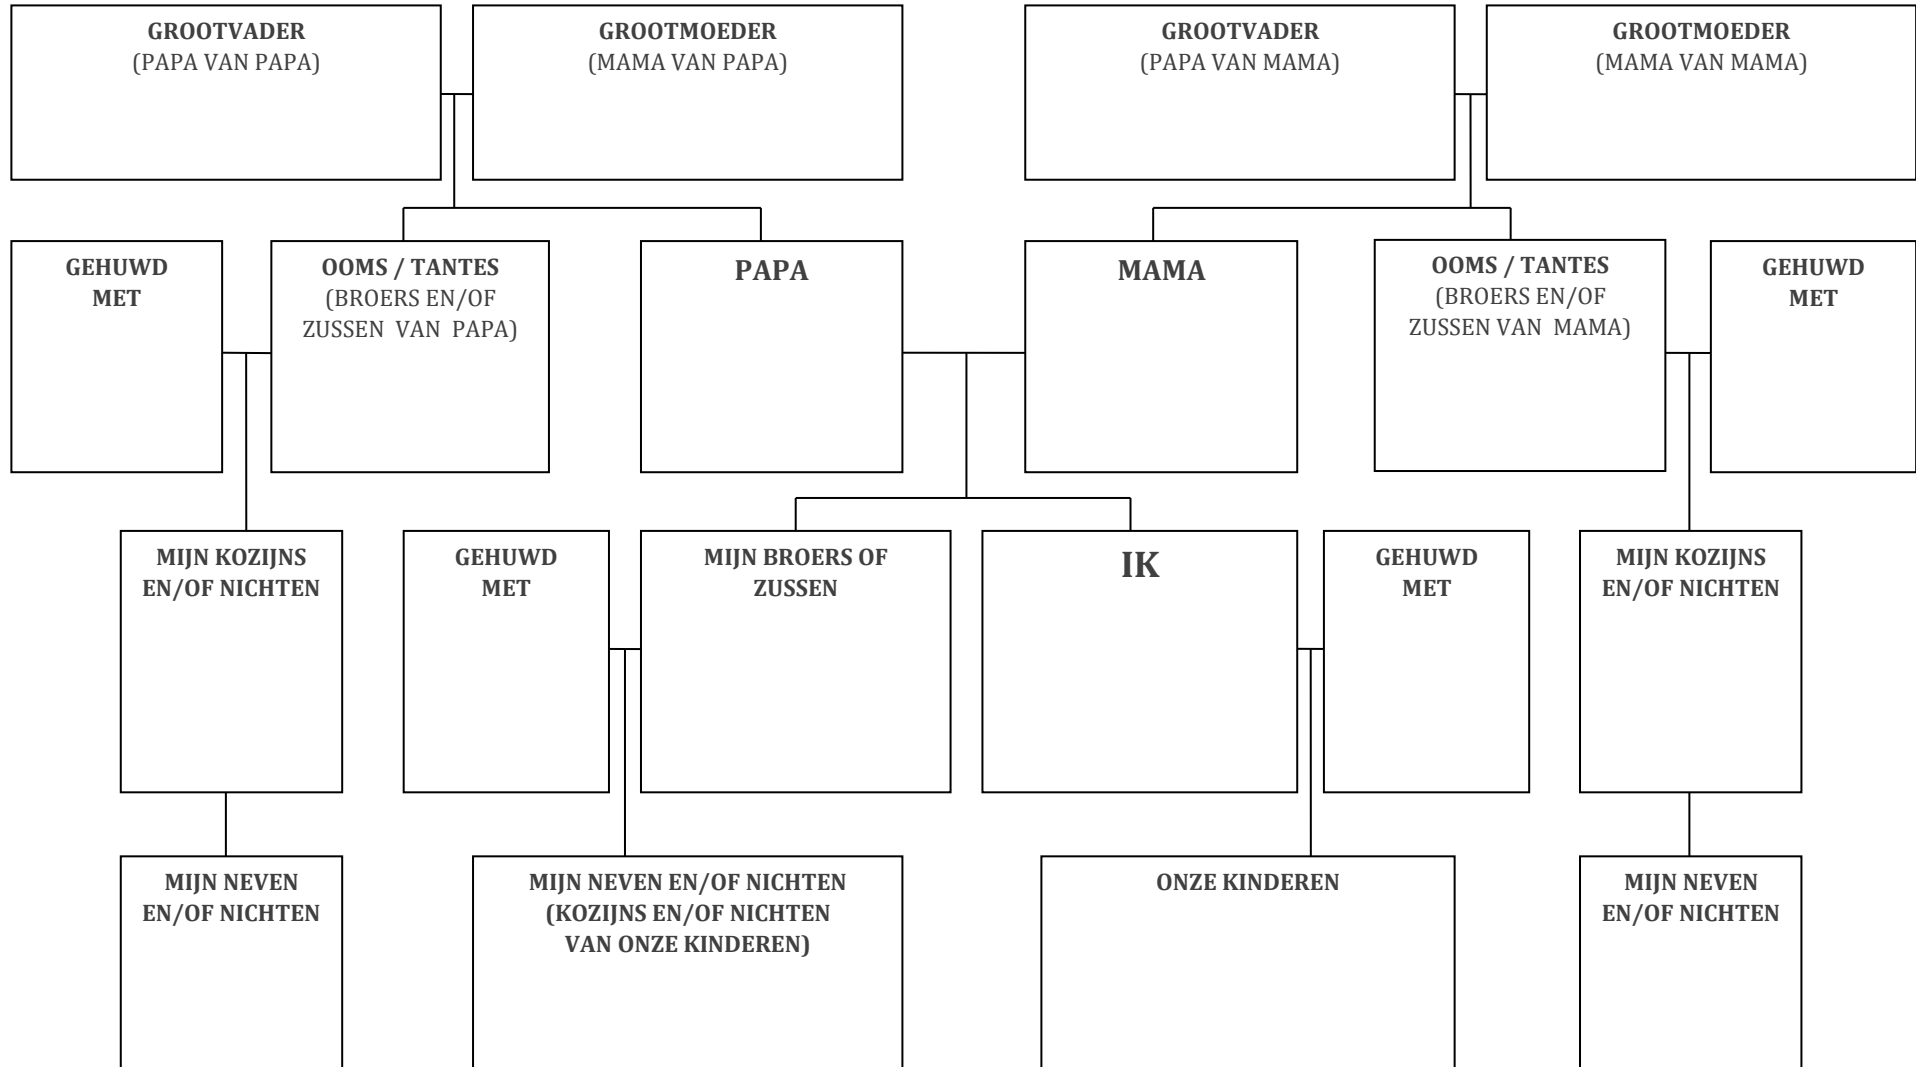 GROOTVADER
(PAPA VAN PAPA)
GROOTMOEDER
(MAMA VAN PAPA)
GROOTVADER
(PAPA VAN MAMA)
GROOTMOEDER
(MAMA VAN MAMA)
GEHUWD
MET
OOMS / TANTES
(BROERS EN/OF
ZUSSEN VAN PAPA)
PAPA
MAMA
OOMS / TANTES
(BROERS EN/OF
ZUSSEN VAN MAMA)
GEHUWD
MET
MIJN KOZIJNS
EN/OF NICHTEN
GEHUWD
MET
MIJN BROERS OF
ZUSSEN
IK
GEHUWD
MET
MIJN KOZIJNS
EN/OF NICHTEN
MIJN NEVEN
EN/OF NICHTEN
MIJN NEVEN EN/OF NICHTEN
(KOZIJNS EN/OF NICHTEN
VAN ONZE KINDEREN)
ONZE KINDEREN
MIJN NEVEN
EN/OF NICHTEN